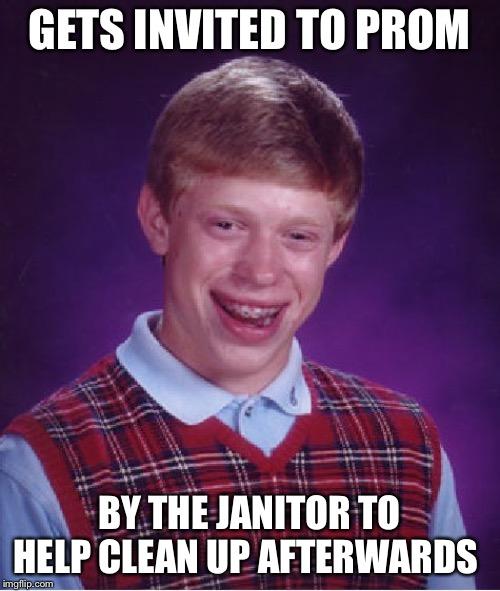 GETS INVITED TO PROM
BY THE JANITOR TO
HELP CLEAN UP AFTERWARDS
imgflip.com